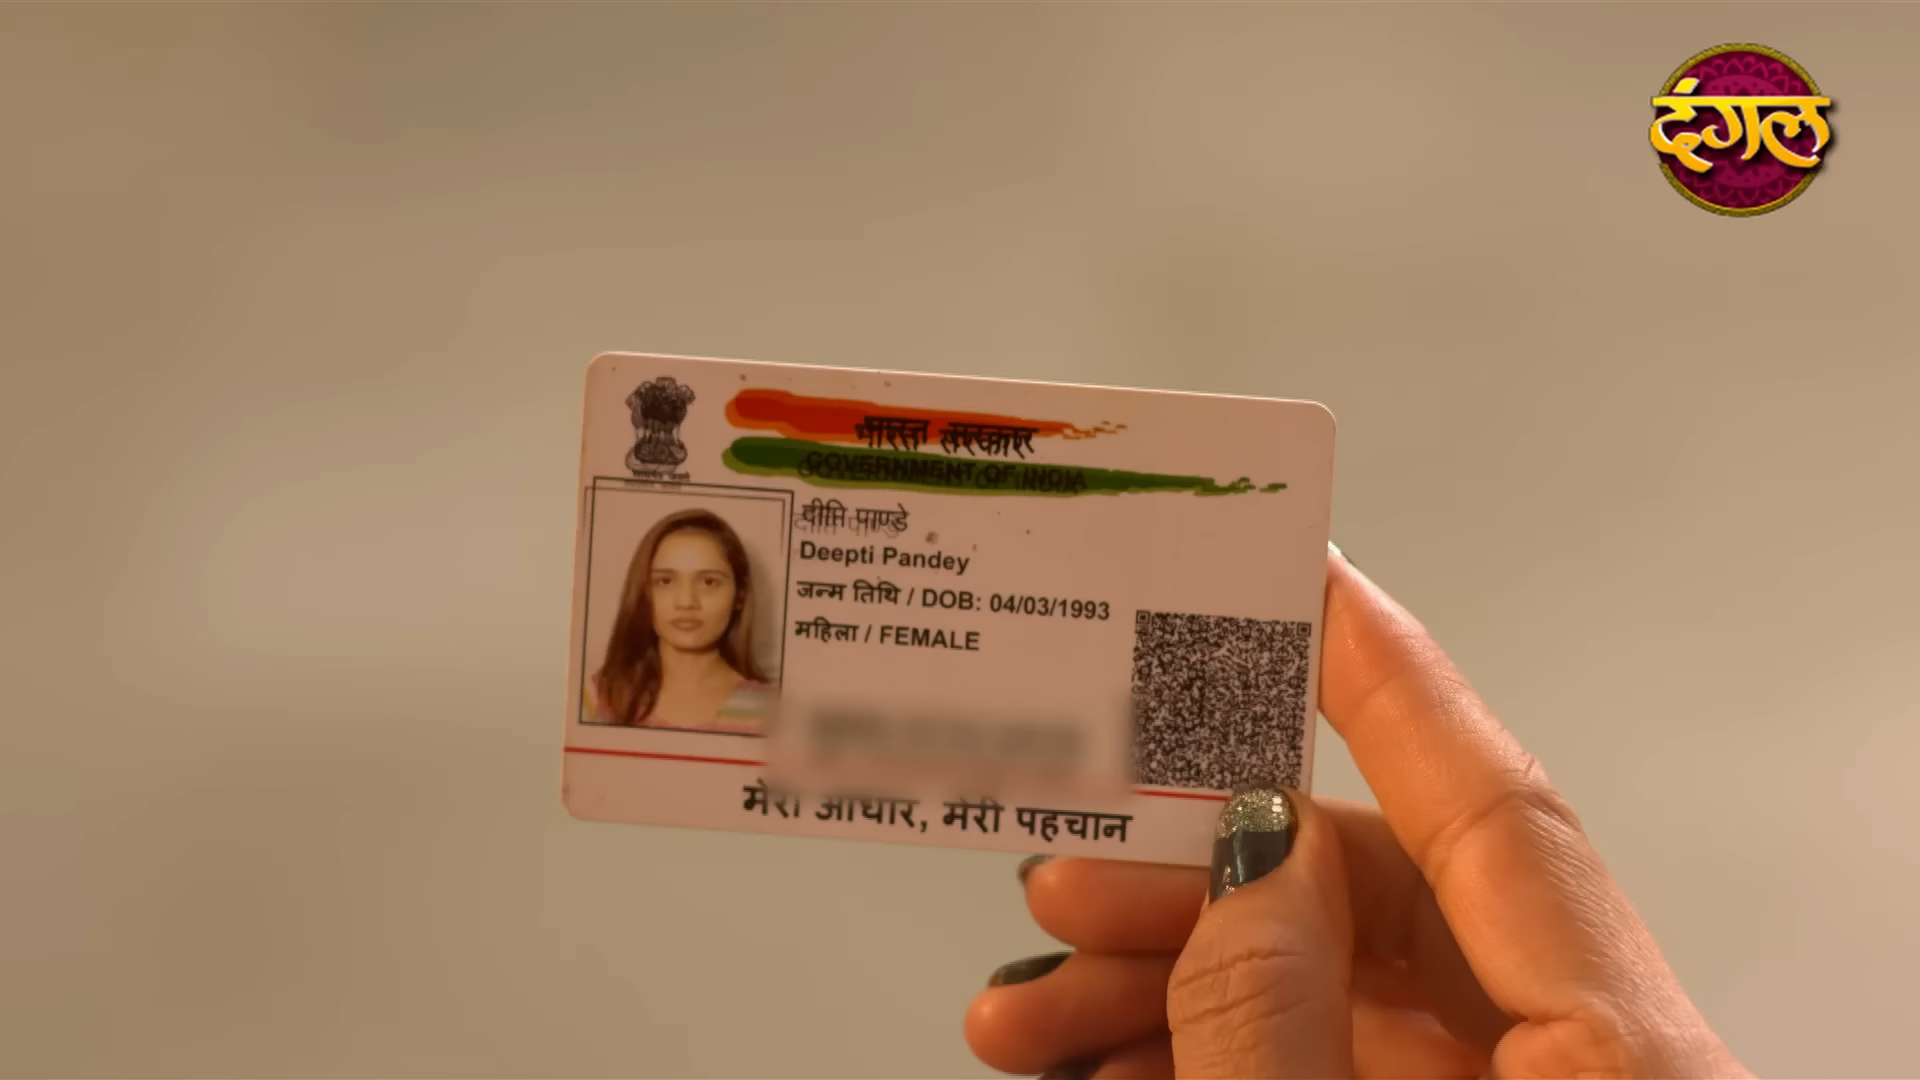 दंगल
भारत सरकार
GOVERNMENT OF INDIA
दीप्ति पाण्डे
Deepti Pandey
जन्म तिथि / DOB: 04/03/1993
महिला / FEMALE
मेरा आधार, मेरी पहचान